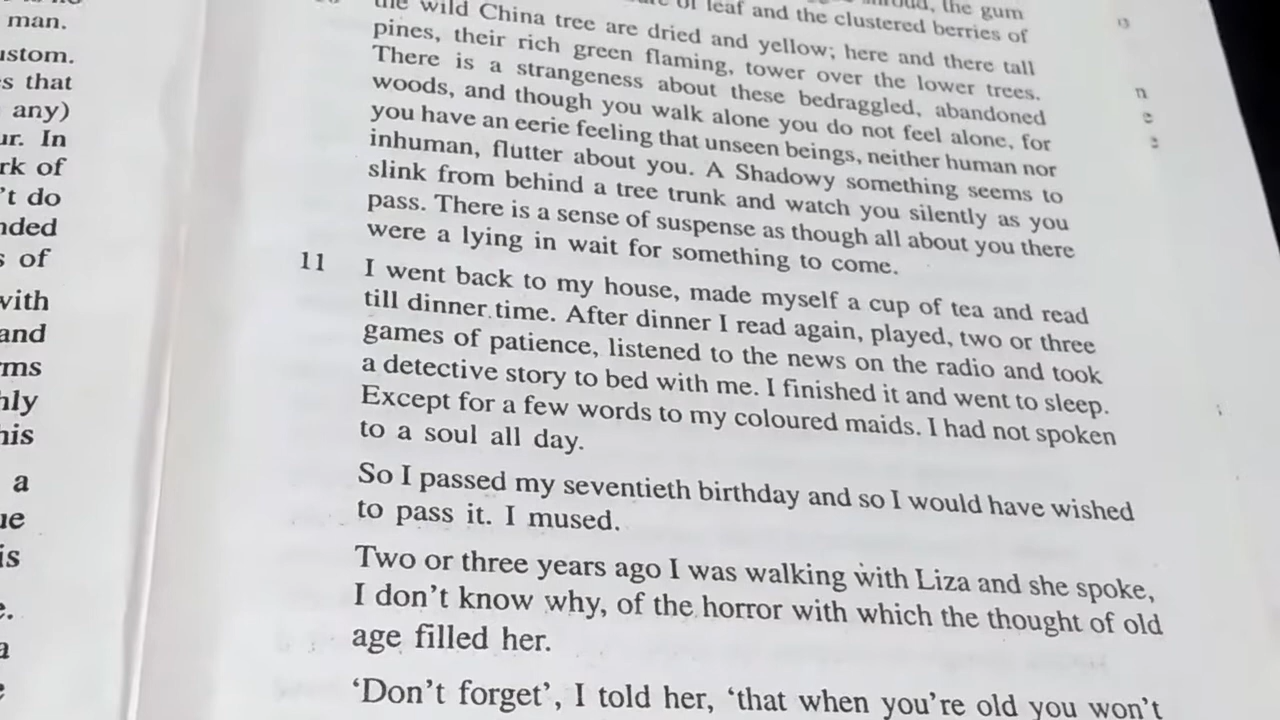 man.
ustom.
s that
any)
ur. In
rk of
't do
nded
s of
with
and
rms
nly
his
a
ue
is
e.
a
e
the gum
of leaf and the clustered berries of
the wild China tree are dried and yellow; here and there tall
pines, their rich green flaming, tower over the lower trees.
There is a strangeness about these bedraggled, abandoned
woods, and though you walk alone you do not feel alone, for
you have an eerie feeling that unseen beings, neither human nor
inhuman, flutter about you. A Shadowy something seems to
slink from behind a tree trunk and watch you silently as you
pass. There is a sense of suspense as though all about you there
were a lying in wait for something to come.
11 I went back to my house, made myself a cup of tea and read
till dinner time. After dinner I read again, played, two or three
games of patience, listened to the news on the radio and took
a detective story to bed with me. I finished it and went to sleep.
Except for a few words to my coloured maids. I had not spoken
to a soul all day.
So I passed my seventieth birthday and so I would have wished
to pass it. I mused.
Two or three years ago I was walking with Liza and she spoke,
I don't know why, of the horror with which the thought of old
age filled her.
'Don't forget', I told her, 'that when you're old you won't